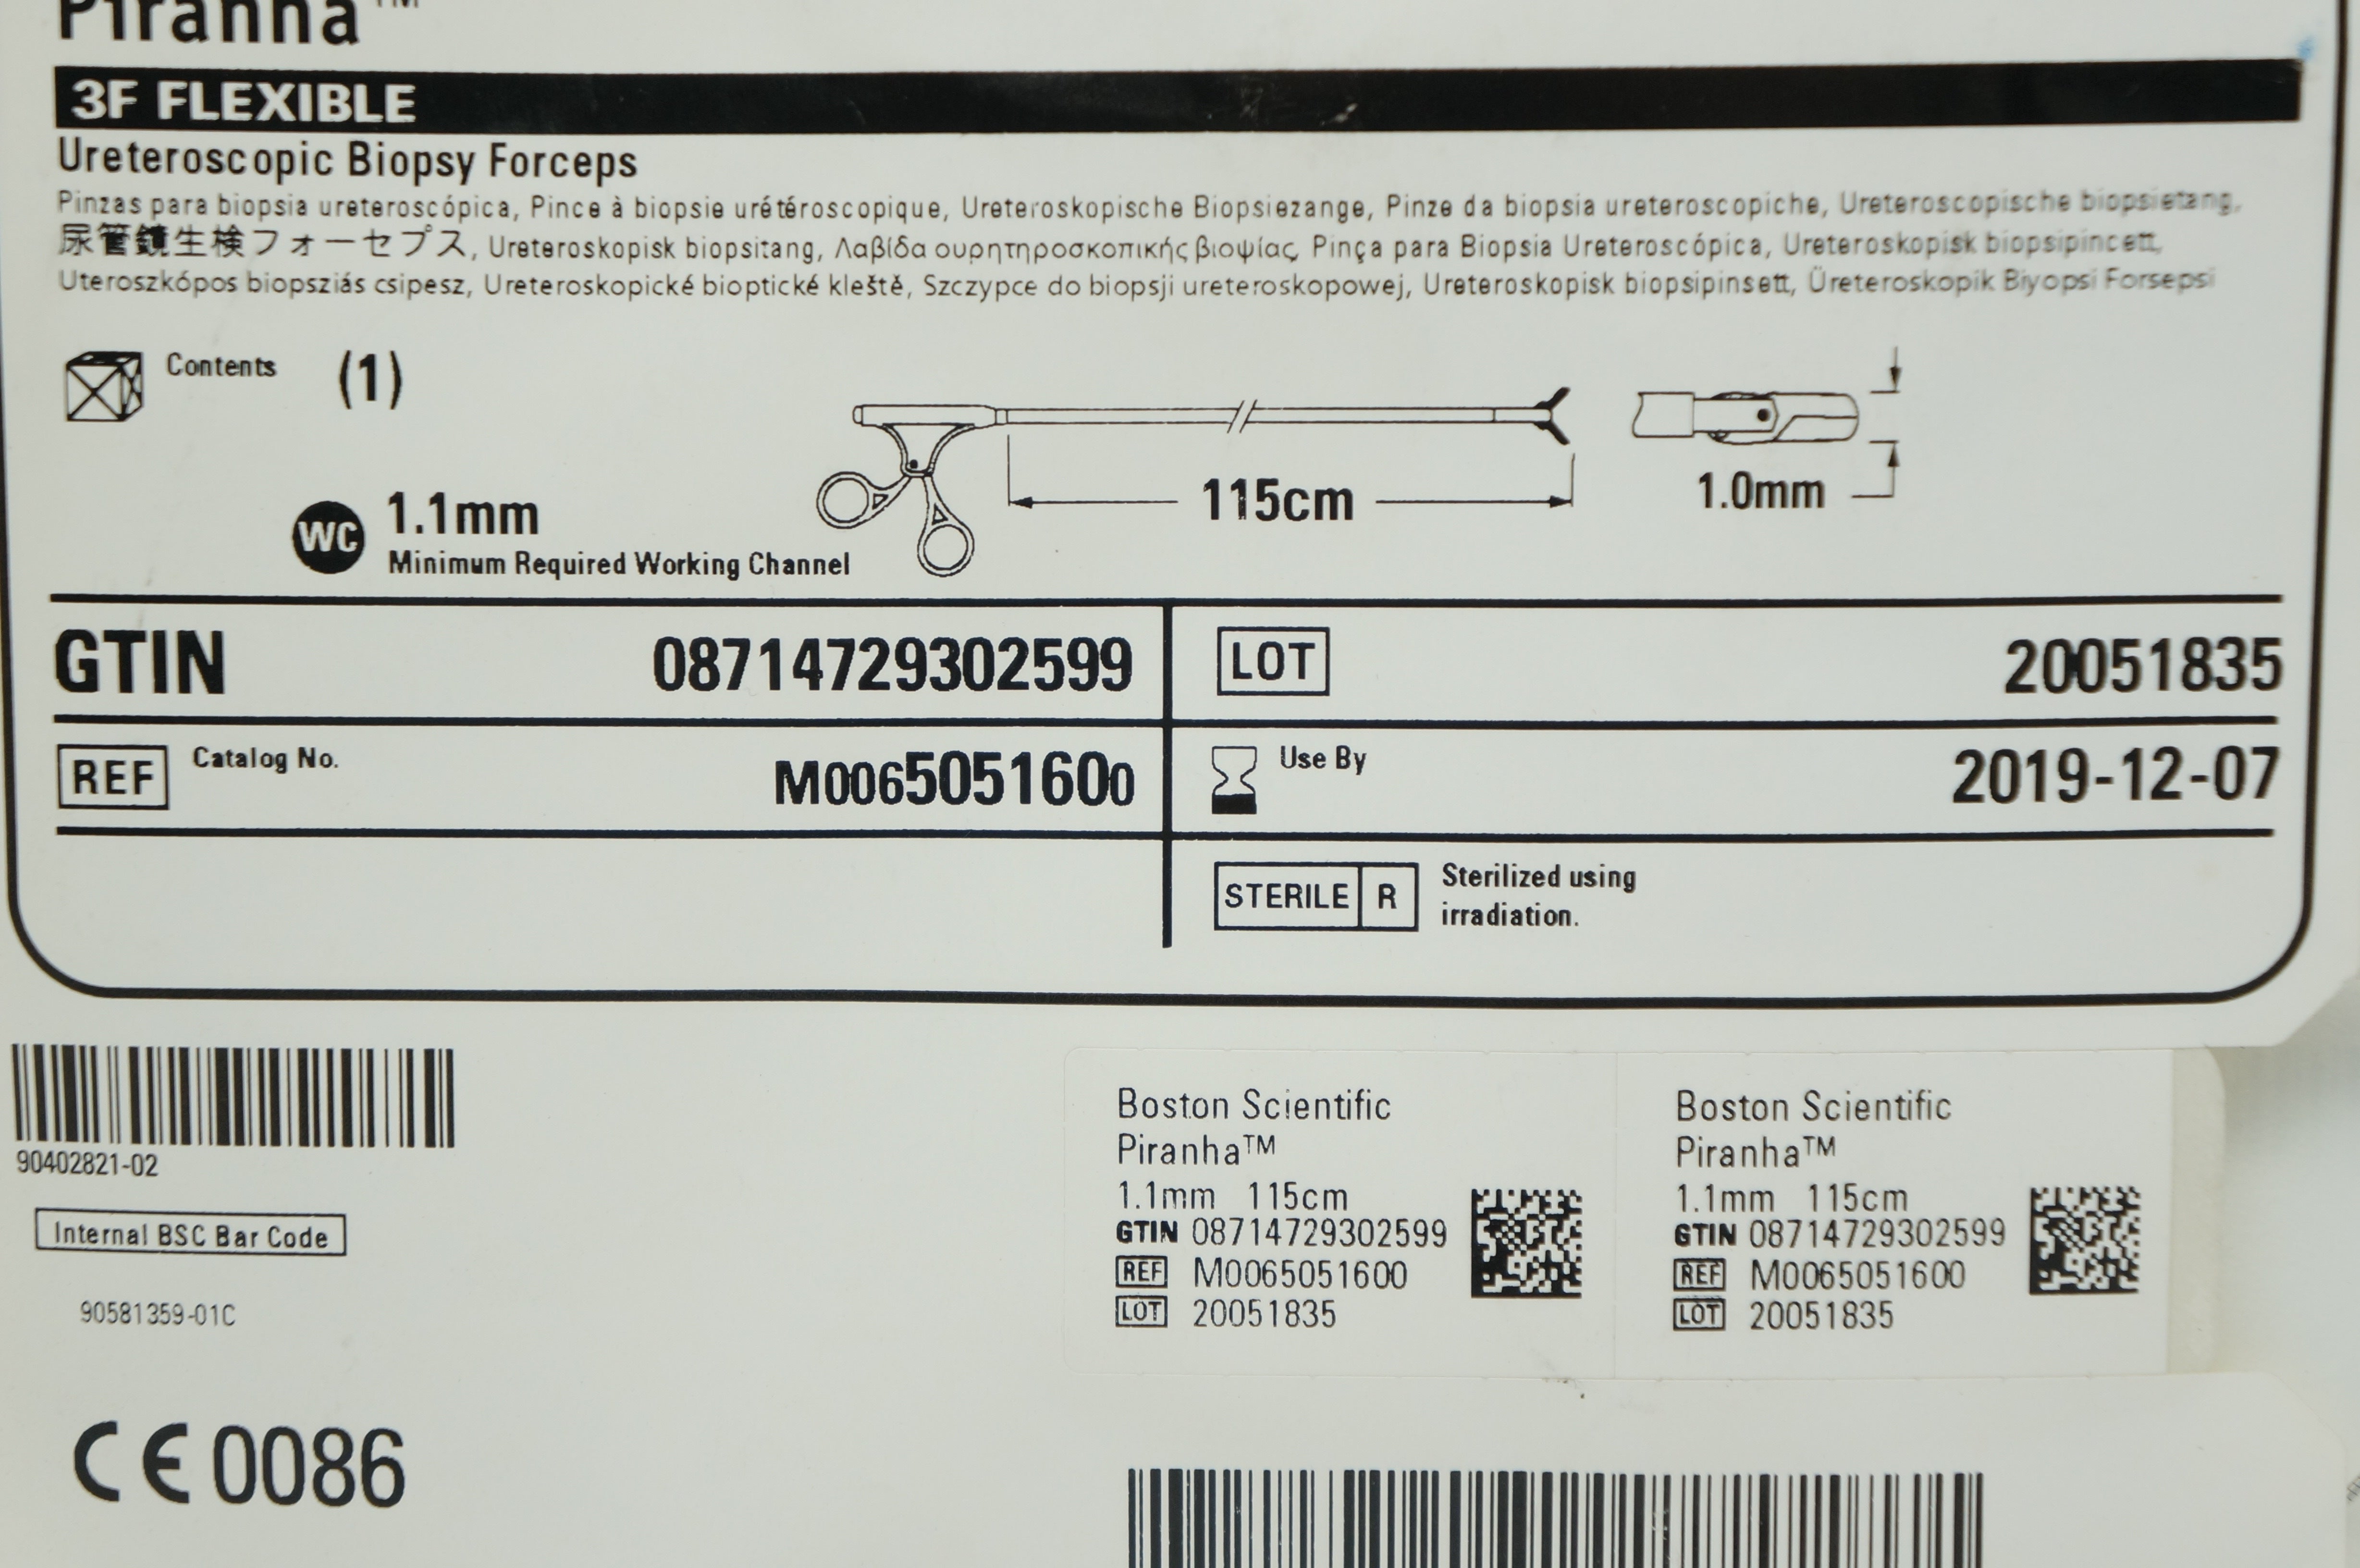 Piranha™
3F FLEXIBLE
Ureteroscopic Biopsy Forceps
Pinzas para biopsia ureteroscópica, Pince à biopsie urétéroscopique, Ureteroskopische Biopsiezange, Pinze da biopsia ureteroscopiche, Ureteroscopische biopsietang,
尿管鏡生検フォーセプス, Ureteroskopisk biopsitang, Λαβίδα ουρητηροσκοπικής βιοψίας, Pinça para Biopsia Ureteroscópica, Ureteroskopisk biopsipincett,
Uteroszkópos biopsziás csipesz, Ureteroskopické bioptické kleště, Szczypce do biopsji ureteroskopowej, Ureteroskopisk biopsipinsett, Üreteroskopik Biyopsi Forsepsi
Contents (1)
WC 1.1mm
Minimum Required Working Channel
115cm
1.0mm
GTIN 08714729302599
LOT 20051835
REF Catalog No. M0065051600
Use By 2019-12-07
STERILE R Sterilized using
irradiation.
90402821-02
Internal BSC Bar Code
90581359-01C
CE 0086
Boston Scientific
Piranha™
1.1mm 115cm
GTIN 08714729302599
REF M0065051600
LOT 20051835
Boston Scientific
Piranha™
1.1mm 115cm
GTIN 08714729302599
REF M0065051600
LOT 20051835